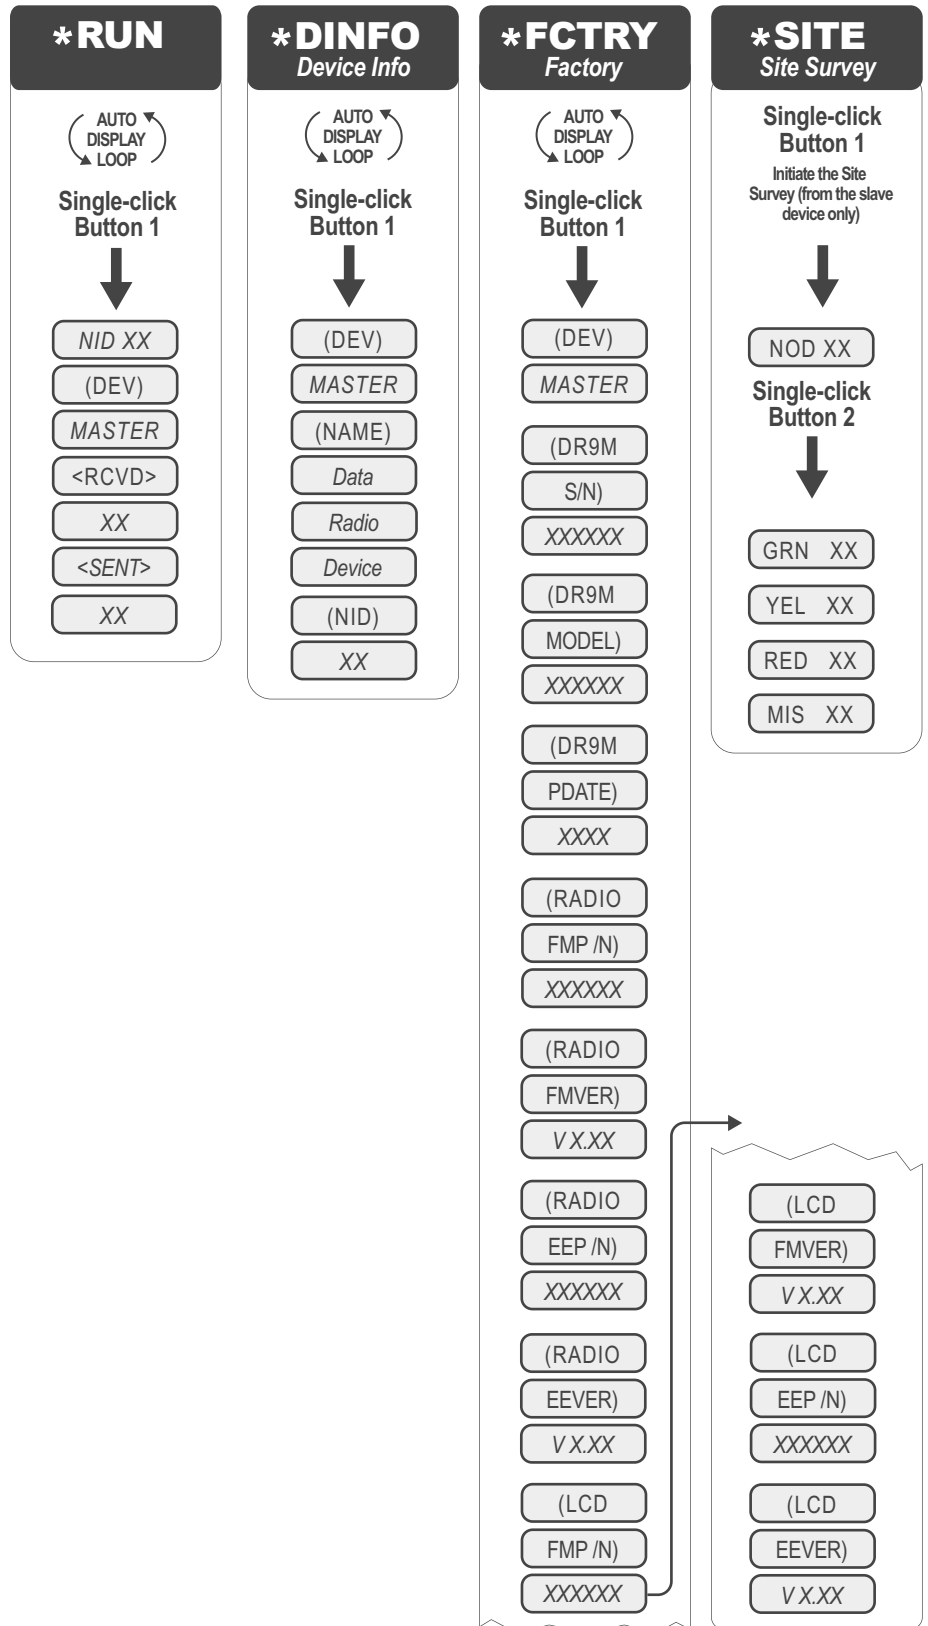 *RUN
AUTO
DISPLAY
LOOP
Single-click
Button 1
NID XX
(DEV)
MASTER
<RCVD>
XX
<SENT>
XX
*DINFO
Device Info
AUTO
DISPLAY
LOOP
Single-click
Button 1
(DEV)
MASTER
(NAME)
Data
Radio
Device
(NID)
XX
*FCTRY
Factory
AUTO
DISPLAY
LOOP
Single-click
Button 1
(DEV)
MASTER
(DR9M
S/N)
XXXXXX
(DR9M
MODEL)
XXXXXX
(DR9M
PDATE)
XXXX
(RADIO
FMP /N)
XXXXXX
(RADIO
FMVER)
V X.XX
(RADIO
EEP /N)
XXXXXX
(RADIO
EEVER)
V X.XX
(LCD
FMP /N)
XXXXXX
(LCD
FMVER)
V X.XX
(LCD
EEP /N)
XXXXXX
(LCD
EEVER)
V X.XX
*SITE
Site Survey
Single-click
Button 1
Initiate the Site
Survey (from the slave
device only)
NOD XX
Single-click
Button 2
GRN XX
YEL XX
RED XX
MIS XX